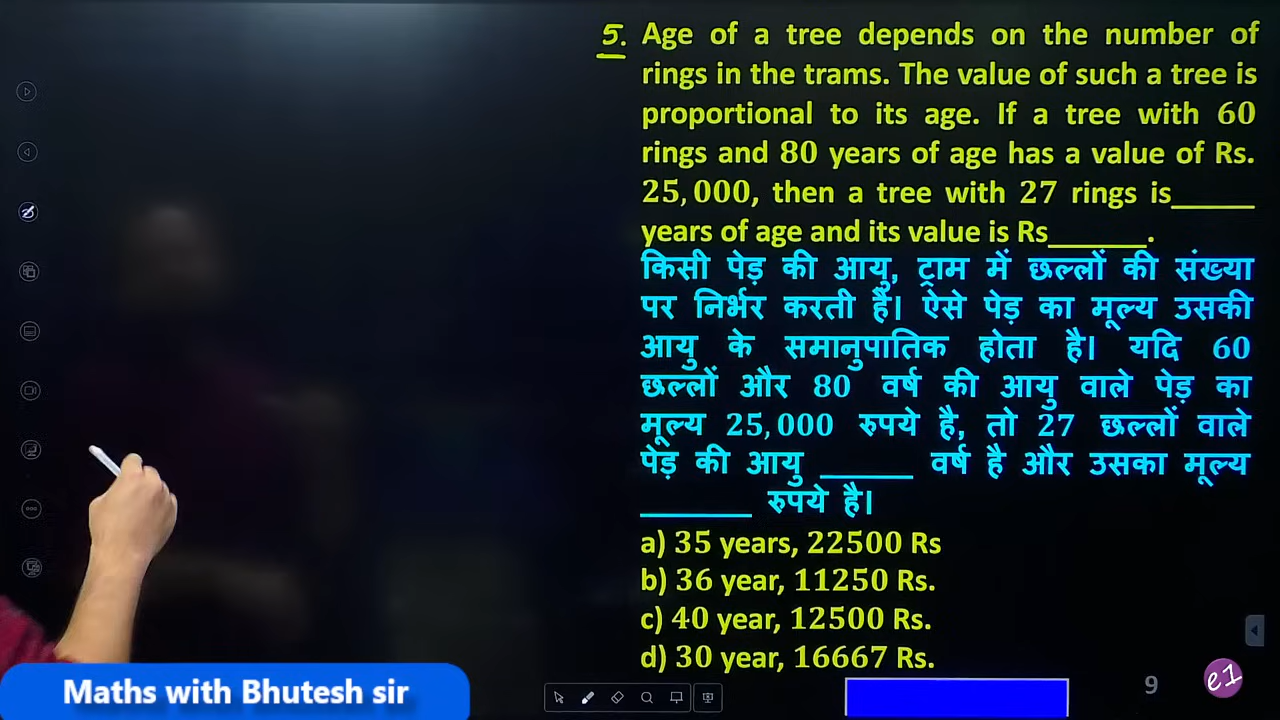 5. Age of a tree depends on the number of
rings in the trams. The value of such a tree is
proportional to its age. If a tree with 60
rings and 80 years of age has a value of Rs.
25,000, then a tree with 27 rings is_____
years of age and its value is Rs______.
किसी पेड़ की आयु, ट्राम में छल्लों की संख्या
पर निर्भर करती है। ऐसे पेड़ का मूल्य उसकी
आयु के समानुपातिक होता है। यदि 60
छल्लों और 80 वर्ष की आयु वाले पेड़ का
मूल्य 25,000 रुपये है, तो 27 छल्लों वाले
पेड़ की आयु _____ वर्ष है और उसका मूल्य
______ रुपये है।
a) 35 years, 22500 Rs
b) 36 year, 11250 Rs.
c) 40 year, 12500 Rs.
d) 30 year, 16667 Rs.
Maths with Bhutesh sir
9
e1